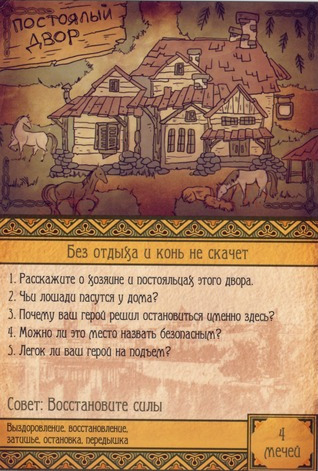 ПОСТОЯЛЫЙ
ДВОР
Без отдыха и конь не скачет
1. Расскажите о хозяине и постояльцах этого двора.
2. Чьи лошади пасутся у дома?
3. Почему ваш герой решил остановиться именно здесь?
4. Можно ли это место назвать безопасным?
5. Легок ли ваш герой на подъем?
Совет: Восстановите силы
Выздоровление, восстановление,
затишье, остановка, передышка
4
мечей